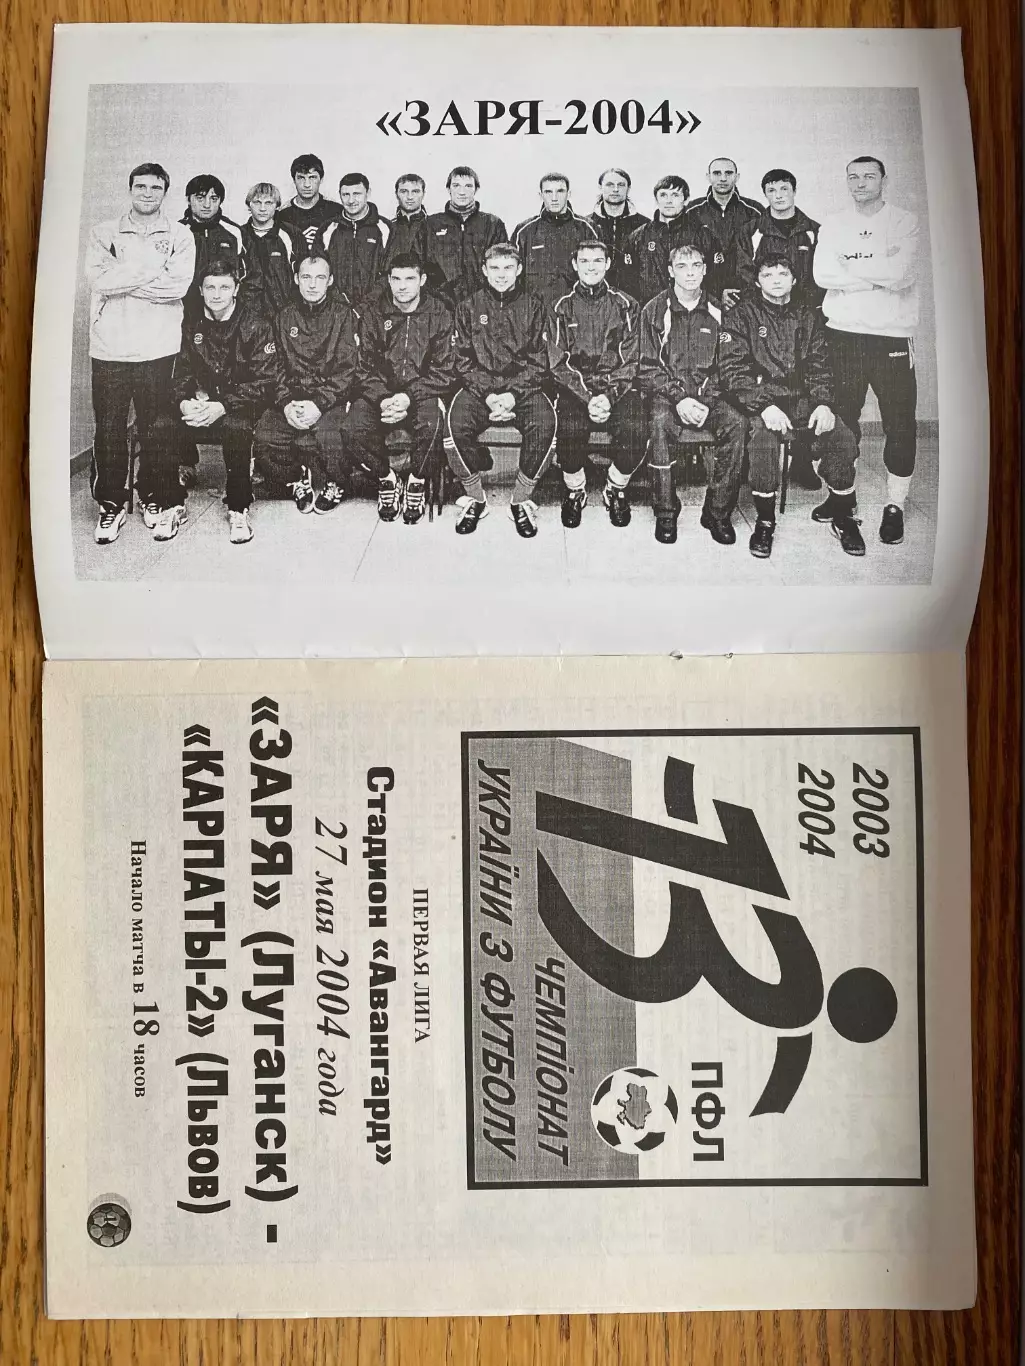 «ЗАРЯ-2004»
2003
2004
13
ПФЛ
ЧЕМПІОНАТ
УКРАЇНИ З ФУТБОЛУ
ПЕРВАЯ ЛИГА
Стадион «Авангард»
27 мая 2004 года
«ЗАРЯ» (Луганск) -
«КАРПАТЫ-2» (Львов)
Начало матча в 18 часов